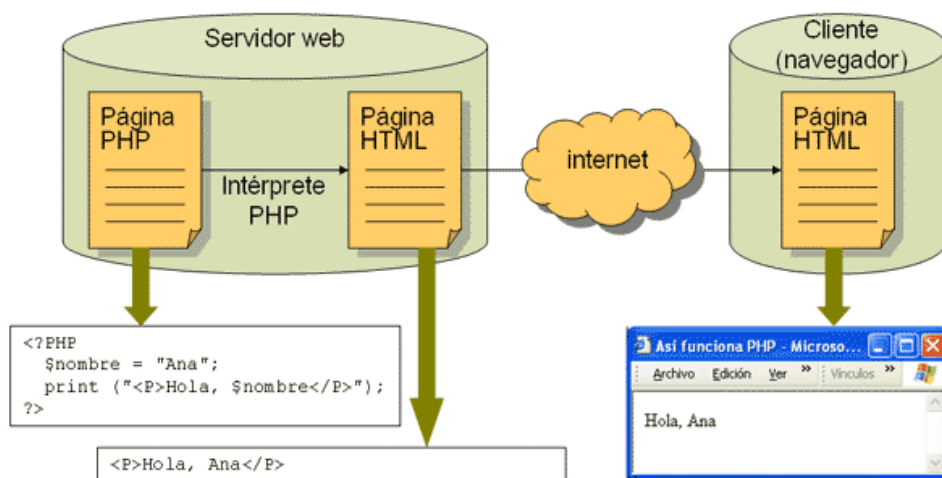 Servidor web
Cliente
(navegador)
Página
PHP
Intérprete
PHP
Página
HTML
internet
Página
HTML
<?PHP
$nombre = "Ana";
print ("<P>Hola, $nombre</P>");
?>
<P>Hola, Ana</P>
Así funciona PHP - Microso...
Archivo Edición Ver » Vínculos »
Hola, Ana